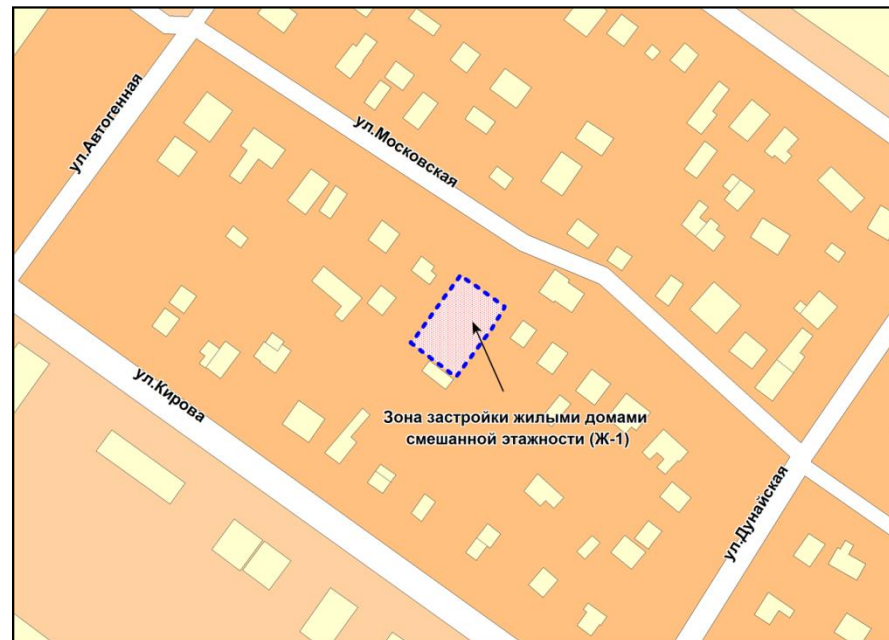 ул.Автогенная
ул.Московская
ул.Кирова
Зона застройки жилыми домами
смешанной этажности (Ж-1)
ул.Дунайская